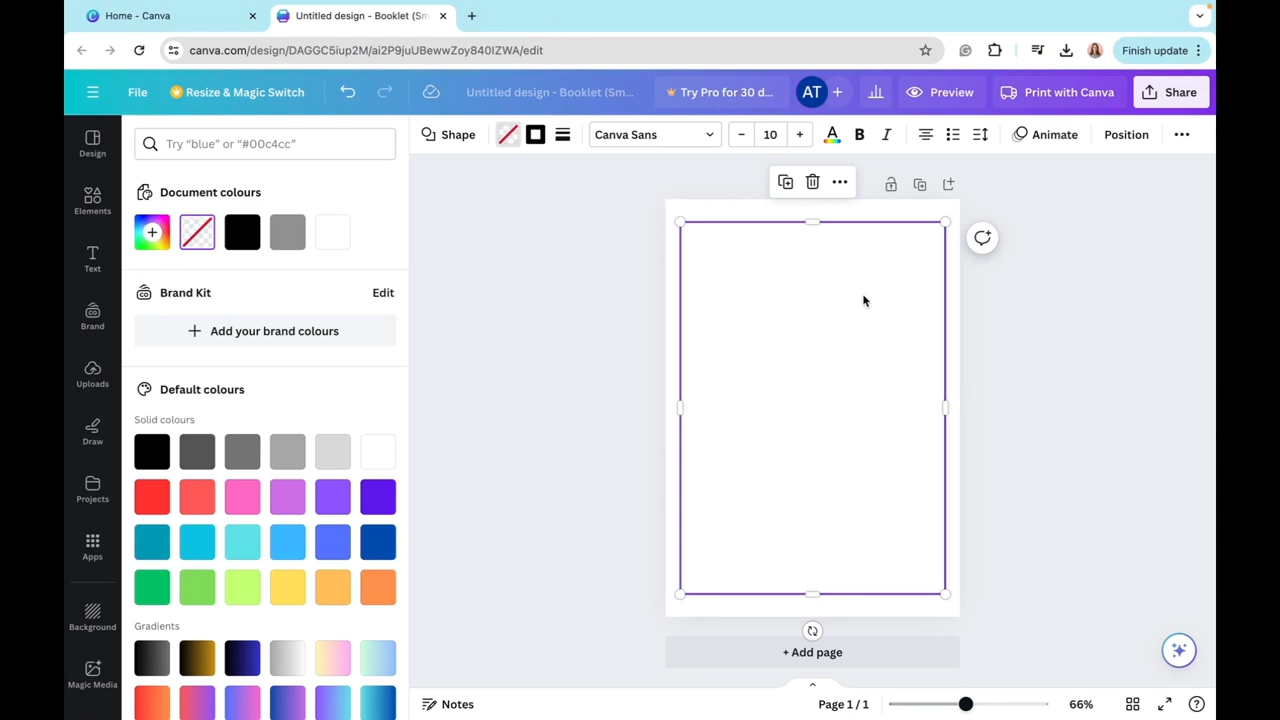 Home - Canva
Untitled design - Booklet (Sm
canva.com/design/DAGGC5iup2M/ai2P9juUBewwZoy840IZWA/edit
Finish update
File
Resize & Magic Switch
Untitled design - Booklet (Sm...
Try Pro for 30 d...
AT
Preview
Print with Canva
Share
Shape
Canva Sans
10
A
B
I
Animate
Position
Design
Elements
Text
Brand
Uploads
Draw
Projects
Apps
Background
Magic Media
Try “blue” or “#00c4cc”
Document colours
Brand Kit
Edit
Add your brand colours
Default colours
Solid colours
Gradients
+ Add page
Notes
Page 1 / 1
66%